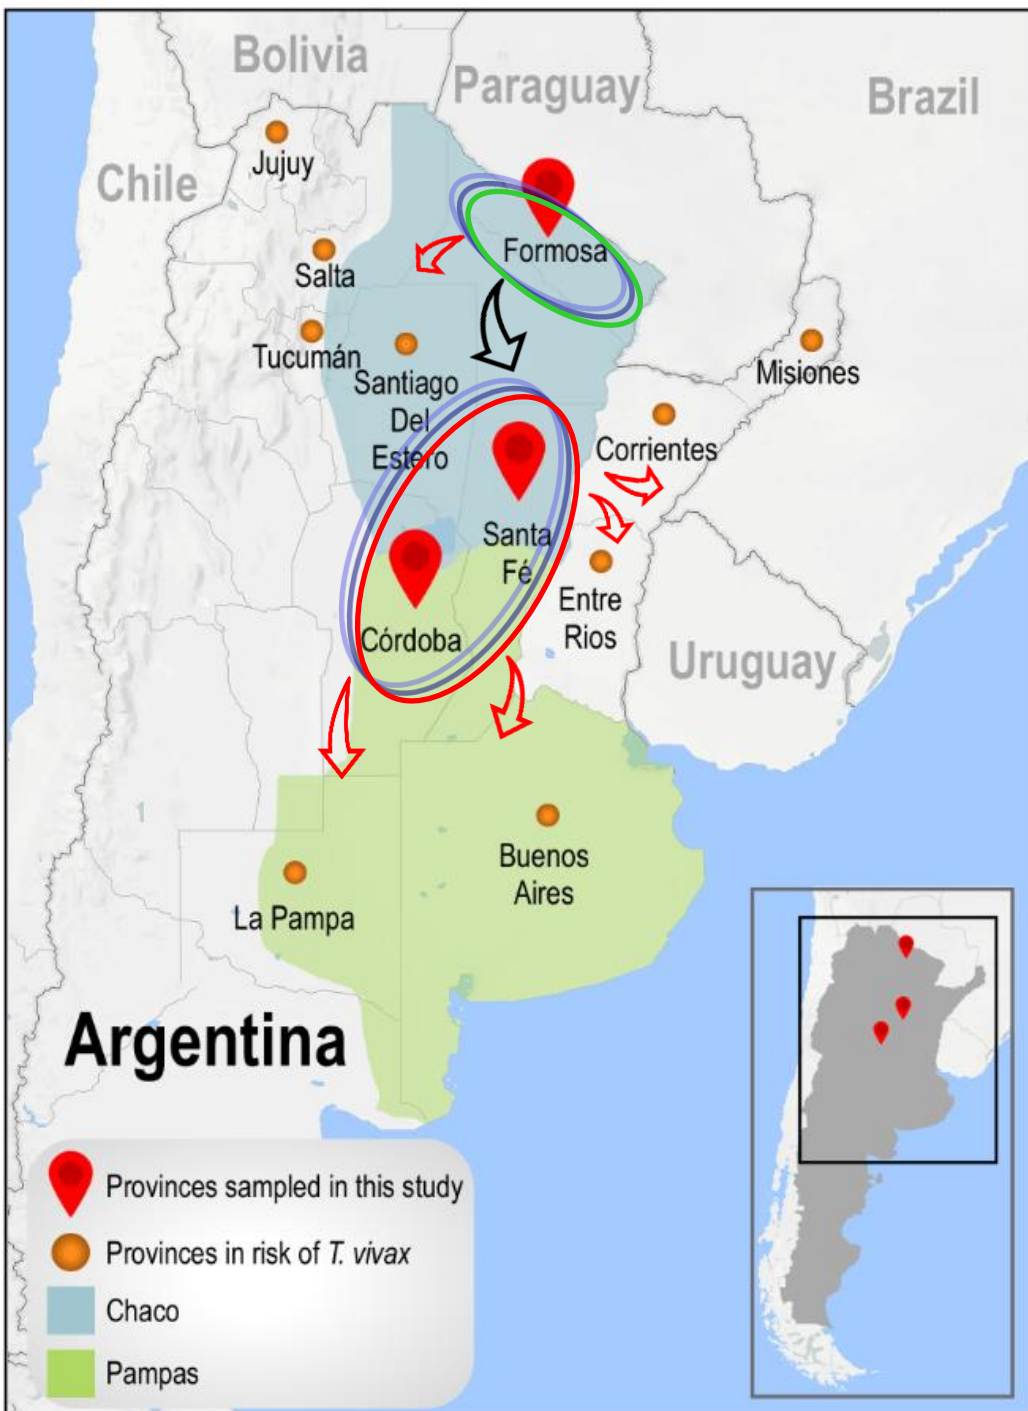 Bolivia
Paraguay
Brazil
Jujuy
Chile
Formosa
Salta
Tucumán
Misiones
Santiago
Del
Estero
Corrientes
Santa
Fé
Entre
Rios
Córdoba
Uruguay
Buenos
Aires
La Pampa
Argentina
Provinces sampled in this study
Provinces in risk of T. vivax
Chaco
Pampas